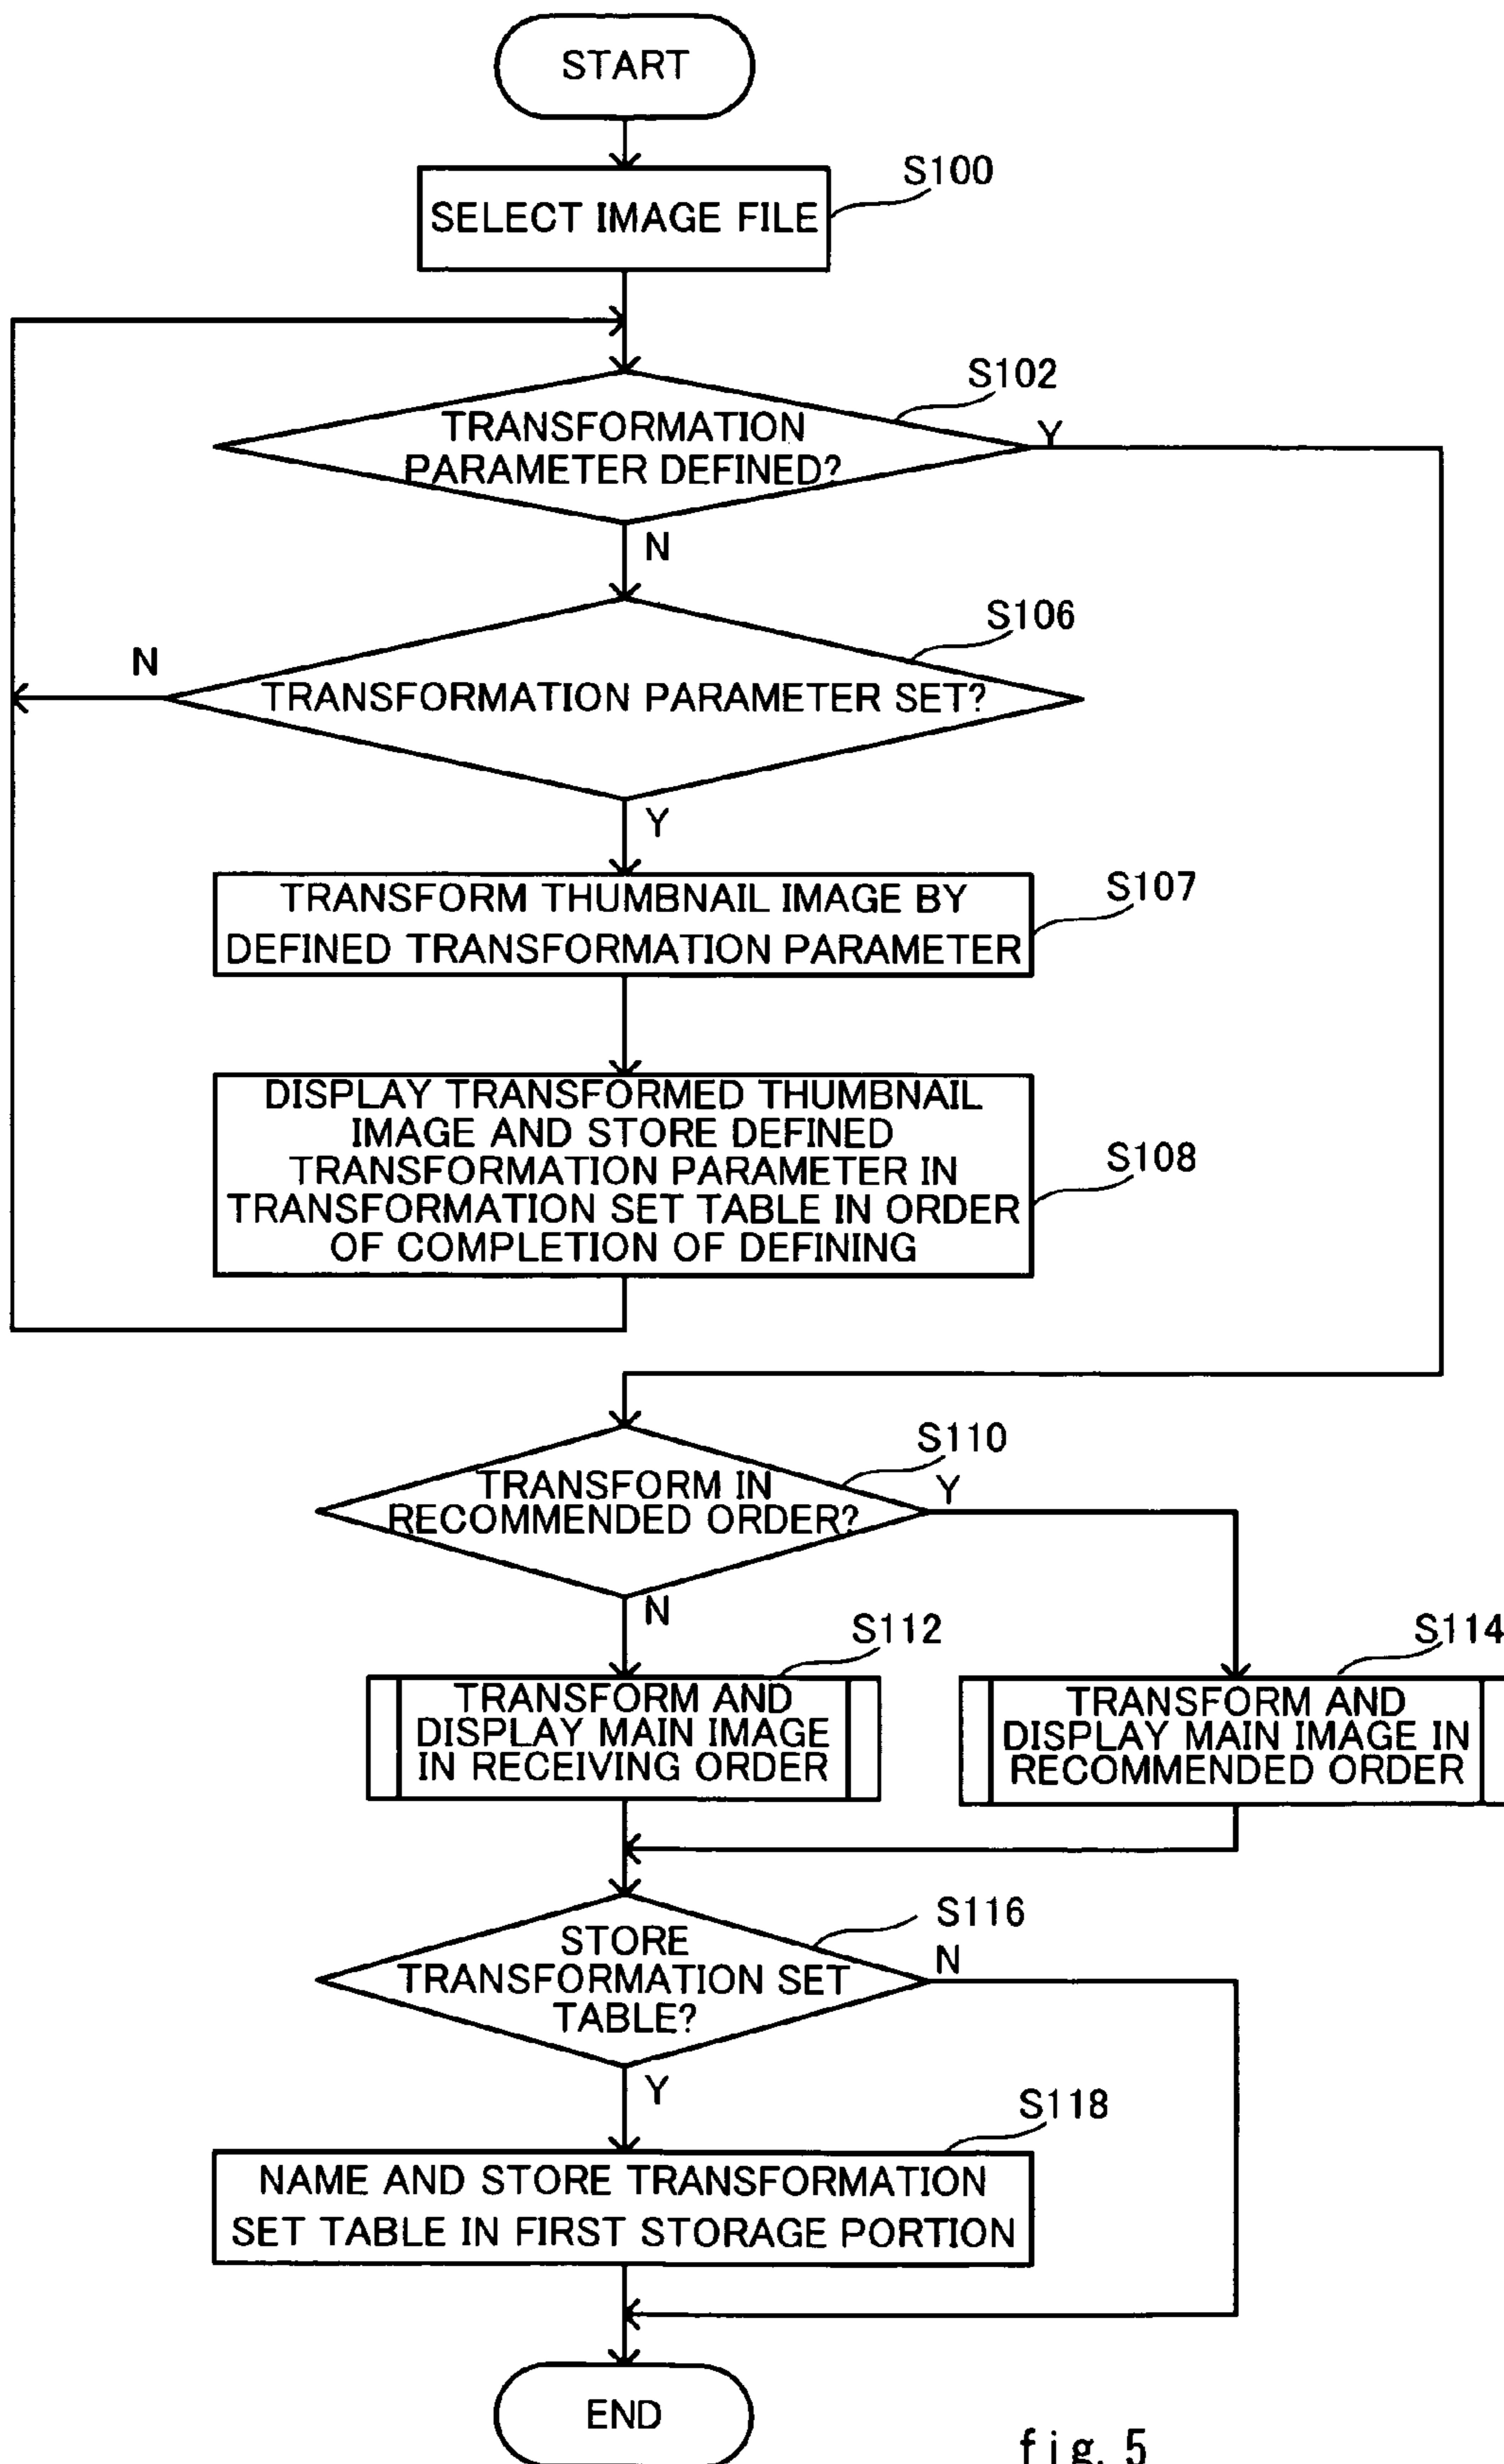 START
S100
SELECT IMAGE FILE
S102
TRANSFORMATION
PARAMETER DEFINED?
Y
N
S106
N
TRANSFORMATION PARAMETER SET?
Y
S107
TRANSFORM THUMBNAIL IMAGE BY
DEFINED TRANSFORMATION PARAMETER
DISPLAY TRANSFORMED THUMBNAIL
IMAGE AND STORE DEFINED
TRANSFORMATION PARAMETER IN
TRANSFORMATION SET TABLE IN ORDER
OF COMPLETION OF DEFINING
S108
S110
TRANSFORM IN
RECOMMENDED ORDER?
Y
N
S112
TRANSFORM AND
DISPLAY MAIN IMAGE
IN RECEIVING ORDER
S114
TRANSFORM AND
DISPLAY MAIN IMAGE IN
RECOMMENDED ORDER
S116
STORE
TRANSFORMATION SET
TABLE?
N
Y
S118
NAME AND STORE TRANSFORMATION
SET TABLE IN FIRST STORAGE PORTION
END
fig. 5